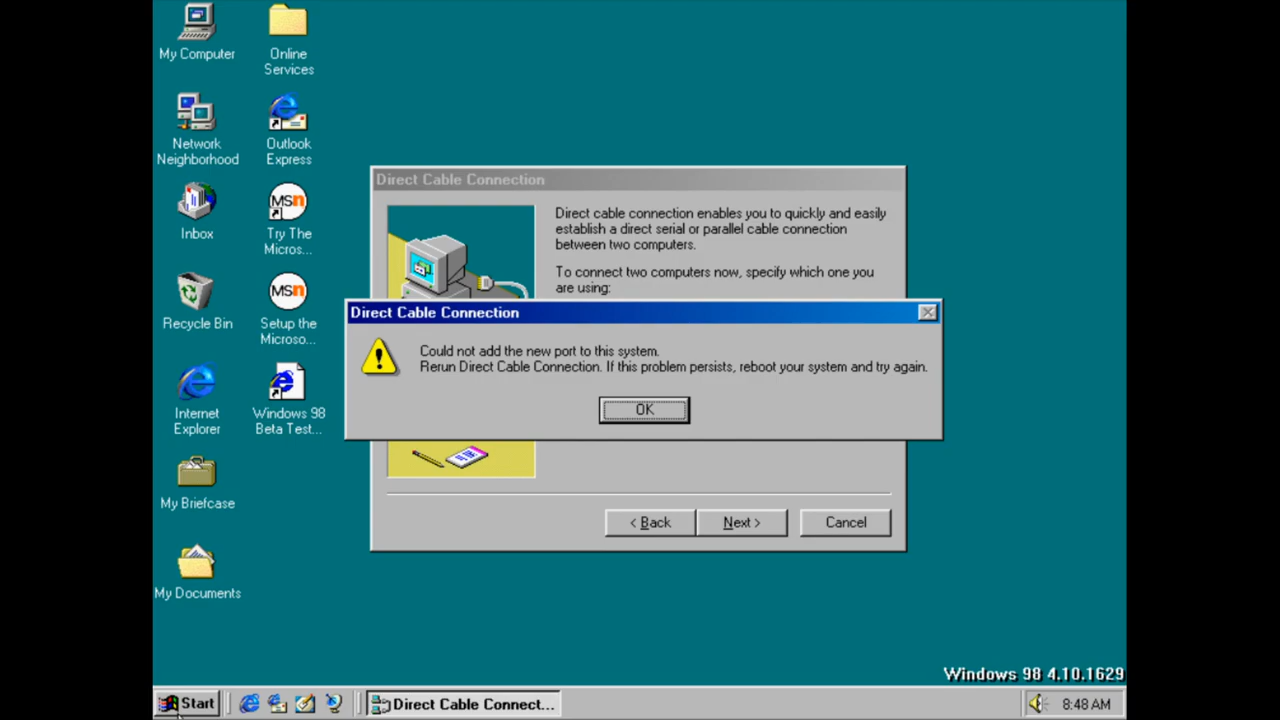 My Computer
Online
Services
Network
Neighborhood
Outlook
Express
Inbox
MSn
Try The
Micros...
Recycle Bin
MSn
Setup the
Microso...
Internet
Explorer
Windows 98
Beta Test...
My Briefcase
My Documents
Direct Cable Connection
Direct cable connection enables you to quickly and easily
establish a direct serial or parallel cable connection
between two computers.
To connect two computers now, specify which one you
are using:
Direct Cable Connection
Could not add the new port to this system.
Rerun Direct Cable Connection. If this problem persists, reboot your system and try again.
OK
< Back
Next >
Cancel
Windows 98 4.10.1629
Start
Direct Cable Connect...
8:48 AM